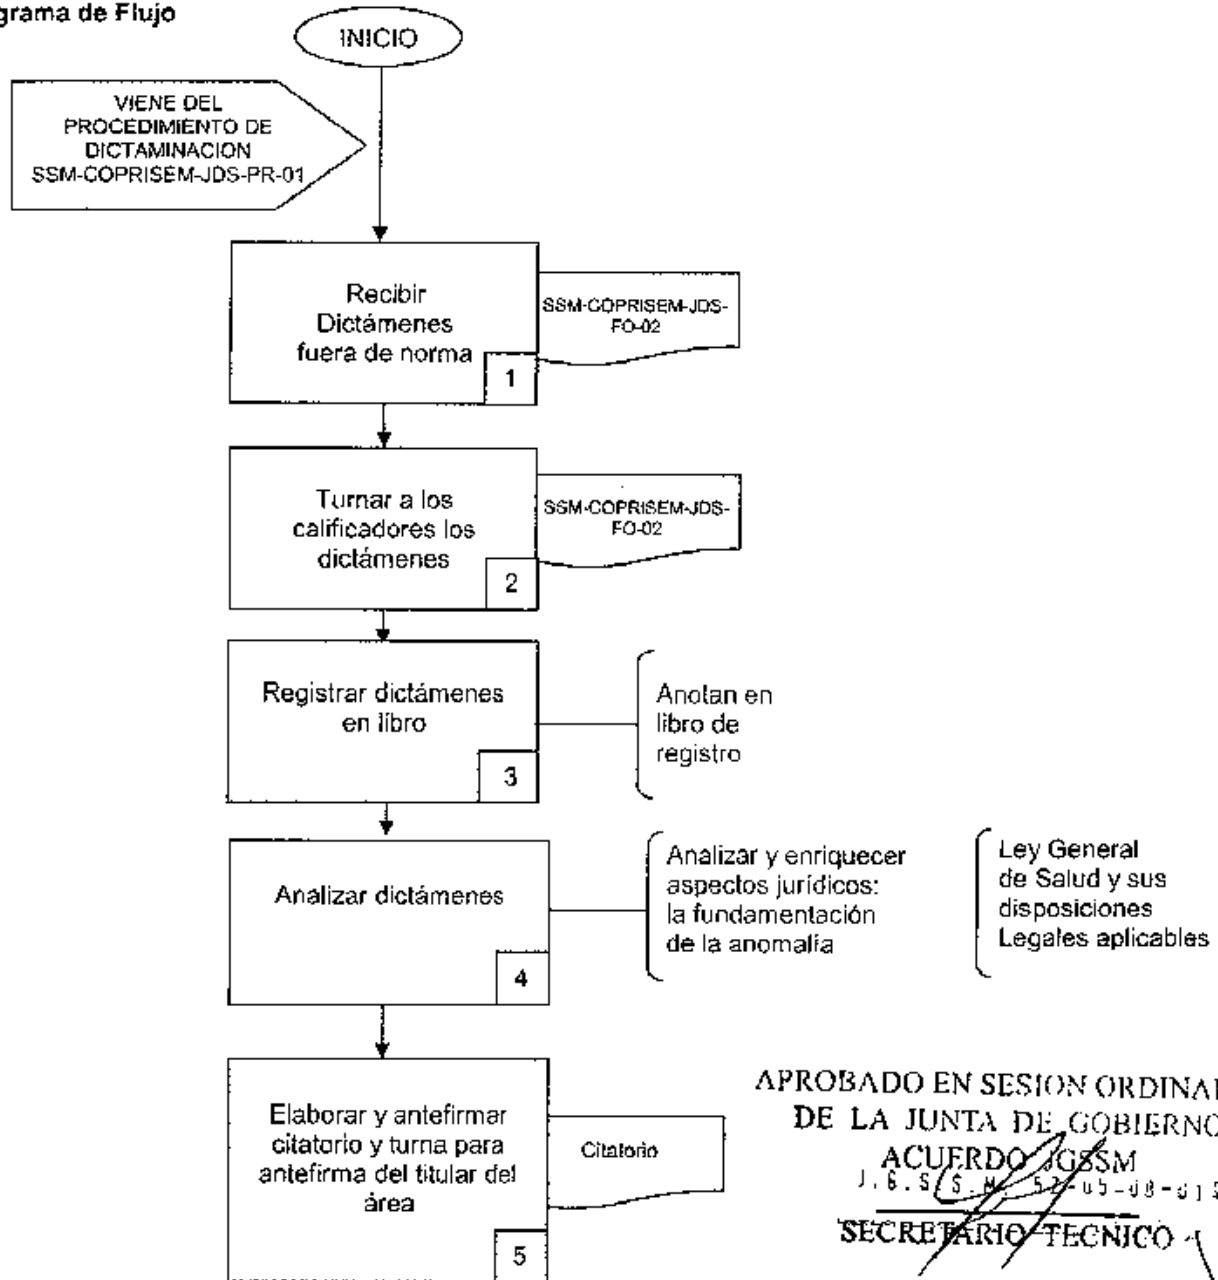 grama de Flujo
INICIO
VIENE DEL
PROCEDIMIENTO DE
DICTAMINACION
SSM-COPRISEM-JDS-PR-01
Recibir
Dictámenes
fuera de norma
1
SSM-COPRISEM-JDS-
FO-02
Turnar a los
calificadores los
dictámenes
2
SSM-COPRISEM-JDS-
FO-02
Registrar dictámenes
en libro
3
Anotan en
libro de
registro
Analizar dictámenes
4
Analizar y enriquecer
aspectos jurídicos:
la fundamentación
de la anomalía
Ley General
de Salud y sus
disposiciones
Legales aplicables
Elaborar y antefirmar
citatorio y turna para
antefirma del titular del
área
5
Citatorio
APROBADO EN SESION ORDINA
DE LA JUNTA DE GOBIERNO
ACUERDO JGSSM
J.G.S.S.M.
SECRETARIO TECNICO